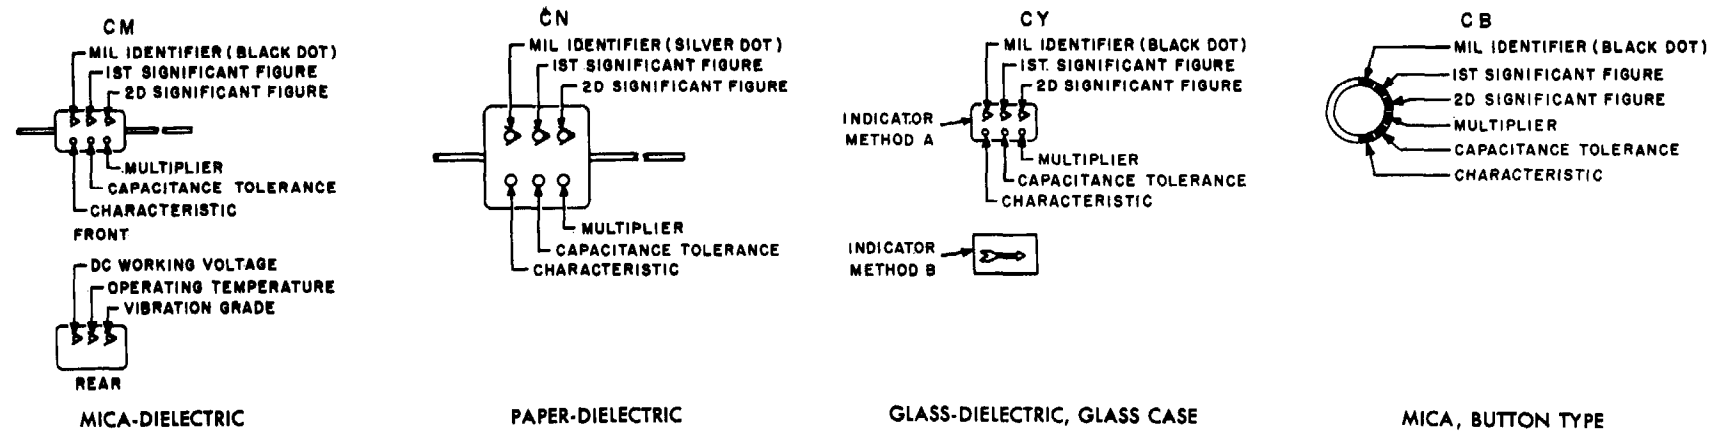 CM
MIL IDENTIFIER (BLACK DOT)
1ST SIGNIFICANT FIGURE
2D SIGNIFICANT FIGURE
MULTIPLIER
CAPACITANCE TOLERANCE
CHARACTERISTIC
FRONT
DC WORKING VOLTAGE
OPERATING TEMPERATURE
VIBRATION GRADE
REAR
MICA-DIELECTRIC
CN
MIL IDENTIFIER (SILVER DOT)
1ST SIGNIFICANT FIGURE
2D SIGNIFICANT FIGURE
MULTIPLIER
CAPACITANCE TOLERANCE
CHARACTERISTIC
PAPER-DIELECTRIC
CY
MIL IDENTIFIER (BLACK DOT)
1ST. SIGNIFICANT FIGURE
2D SIGNIFICANT FIGURE
INDICATOR
METHOD A
MULTIPLIER
CAPACITANCE TOLERANCE
CHARACTERISTIC
INDICATOR
METHOD B
GLASS-DIELECTRIC, GLASS CASE
CB
MIL IDENTIFIER (BLACK DOT)
1ST SIGNIFICANT FIGURE
2D SIGNIFICANT FIGURE
MULTIPLIER
CAPACITANCE TOLERANCE
CHARACTERISTIC
MICA, BUTTON TYPE